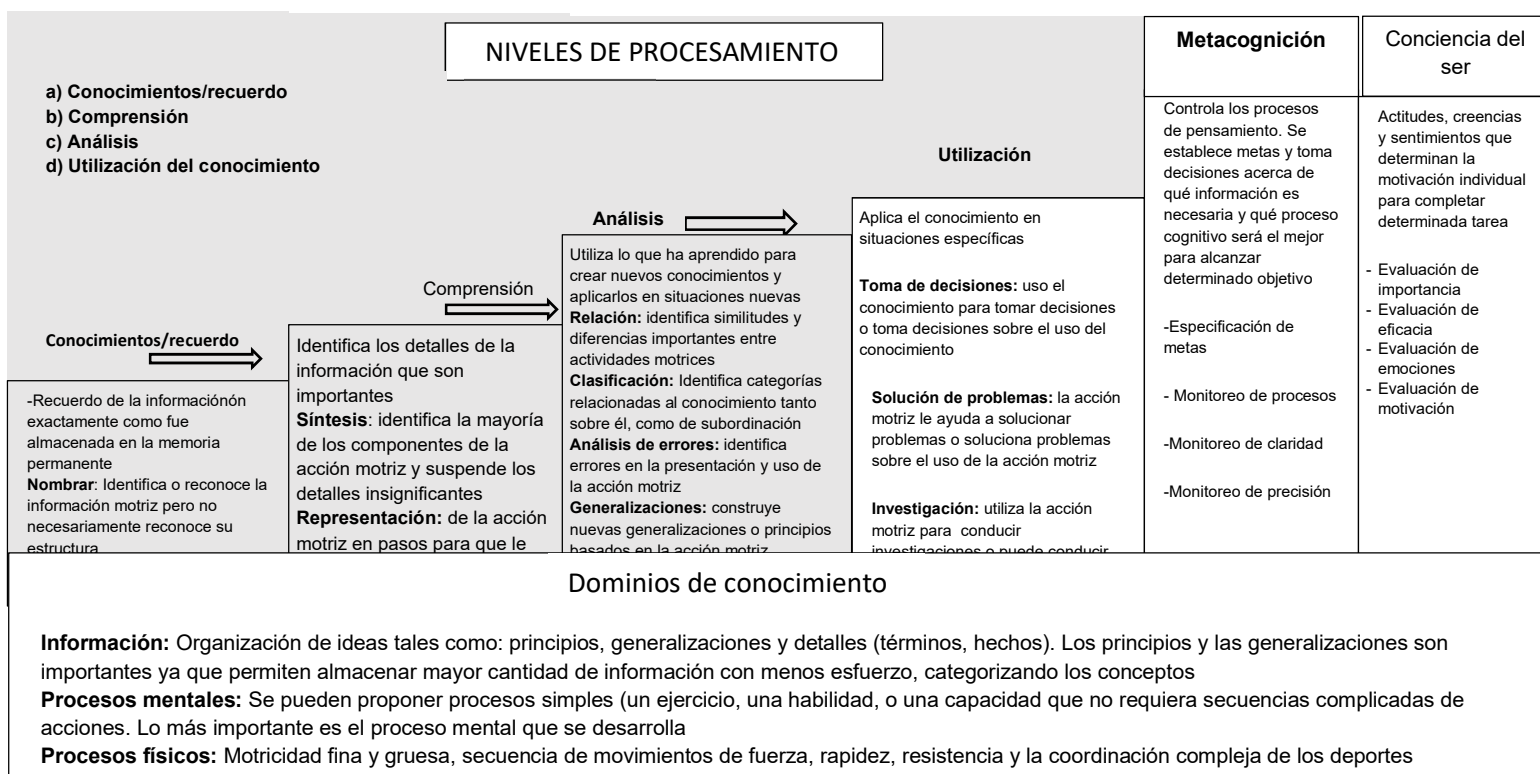 NIVELES DE PROCESAMIENTO
a) Conocimientos/recuerdo
b) Comprensión
c) Análisis
d) Utilización del conocimiento
Conocimientos/recuerdo
-Recuerdo de la informaciónón
exactamente como fue
almacenada en la memoria
permanente
Nombrar: Identifica o reconoce la
información motriz pero no
necesariamente reconoce su
estructura
Comprensión
Identifica los detalles de la
información que son
importantes
Síntesis: identifica la mayoría
de los componentes de la
acción motriz y suspende los
detalles insignificantes
Representación: de la acción
motriz en pasos para que le
Análisis
Utiliza lo que ha aprendido para
crear nuevos conocimientos y
aplicarlos en situaciones nuevas
Relación: identifica similitudes y
diferencias importantes entre
actividades motrices
Clasificación: Identifica categorías
relacionadas al conocimiento tanto
sobre él, como de subordinación
Análisis de errores: identifica
errores en la presentación y uso de
la acción motriz
Generalizaciones: construye
nuevas generalizaciones o principios
basados en la acción motriz
Utilización
Aplica el conocimiento en
situaciones específicas
Toma de decisiones: uso el
conocimiento para tomar decisiones
o toma decisiones sobre el uso del
conocimiento
Solución de problemas: la acción
motriz le ayuda a solucionar
problemas o soluciona problemas
sobre el uso de la acción motriz
Investigación: utiliza la acción
motriz para conducir
investigaciones o puede conducir
Metacognición
Controla los procesos
de pensamiento. Se
establece metas y toma
decisiones acerca de
qué información es
necesaria y qué proceso
cognitivo será el mejor
para alcanzar
determinado objetivo
-Especificación de
metas
- Monitoreo de procesos
-Monitoreo de claridad
-Monitoreo de precisión
Conciencia del
ser
Actitudes, creencias
y sentimientos que
determinan la
motivación individual
para completar
determinada tarea
- Evaluación de
importancia
- Evaluación de
eficacia
- Evaluación de
emociones
- Evaluación de
motivación
Dominios de conocimiento
Información: Organización de ideas tales como: principios, generalizaciones y detalles (términos, hechos). Los principios y las generalizaciones son
importantes ya que permiten almacenar mayor cantidad de información con menos esfuerzo, categorizando los conceptos
Procesos mentales: Se pueden proponer procesos simples (un ejercicio, una habilidad, o una capacidad que no requiera secuencias complicadas de
acciones. Lo más importante es el proceso mental que se desarrolla
Procesos físicos: Motricidad fina y gruesa, secuencia de movimientos de fuerza, rapidez, resistencia y la coordinación compleja de los deportes